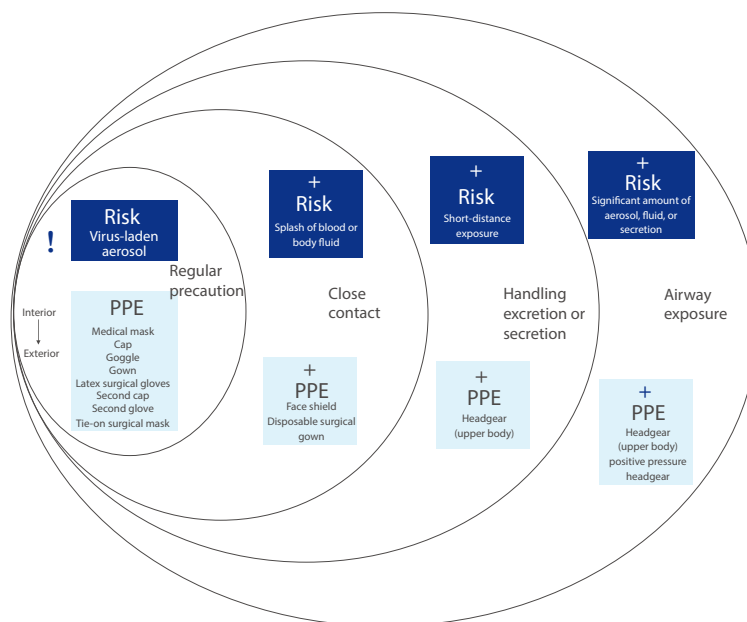 !
Risk
Virus-laden
aerosol
Regular
precaution
Interior
Exterior
PPE
Medical mask
Cap
Goggle
Gown
Latex surgical gloves
Second cap
Second glove
Tie-on surgical mask
+
Risk
Splash of blood or
body fluid
Close
contact
+
PPE
Face shield
Disposable surgical
gown
+
Risk
Short-distance
exposure
Handling
excretion or
secretion
+
PPE
Headgear
(upper body)
+
Risk
Significant amount of
aerosol, fluid, or
secretion
Airway
exposure
+
PPE
Headgear
(upper body)
positive pressure
headgear